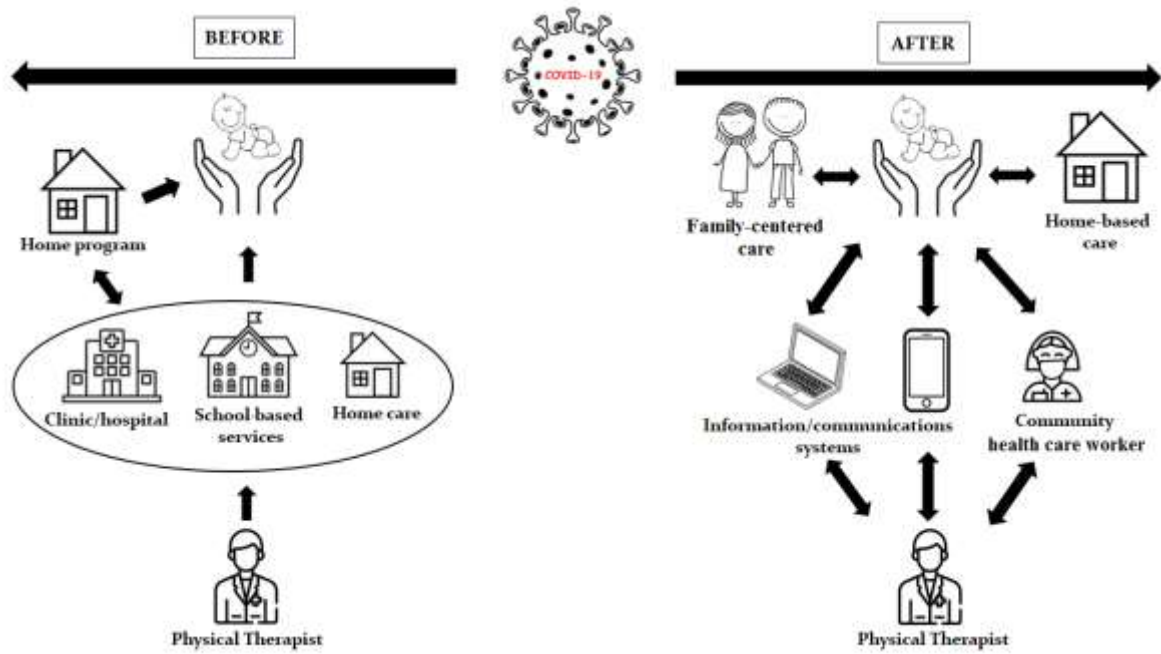 BEFORE
COVID-19
AFTER
Home program
Clinic/hospital
School-based
services
Home care
Physical Therapist
Family-centered
care
Home-based
care
Information/communications
systems
Community
health care worker
Physical Therapist